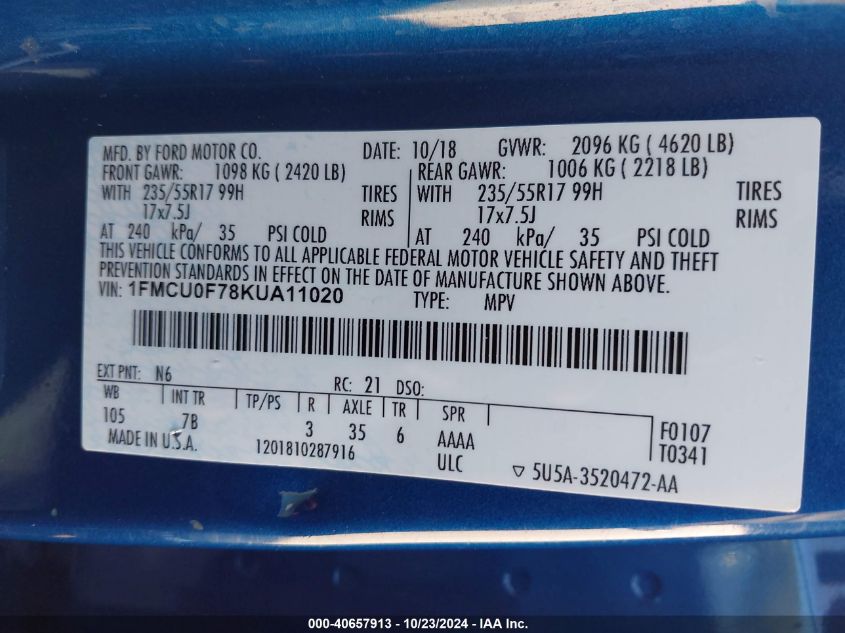 MFD. BY FORD MOTOR CO. DATE: 10/18 GVWR: 2096 KG ( 4620 LB)
FRONT GAWR: 1098 KG ( 2420 LB) REAR GAWR: 1006 KG ( 2218 LB)
WITH 235/55R17 99H TIRES WITH 235/55R17 99H TIRES
17x7.5J RIMS 17x7.5J RIMS
AT 240 kPa/ 35 PSI COLD AT 240 kPa/ 35 PSI COLD
THIS VEHICLE CONFORMS TO ALL APPLICABLE FEDERAL MOTOR VEHICLE SAFETY AND THEFT
PREVENTION STANDARDS IN EFFECT ON THE DATE OF MANUFACTURE SHOWN ABOVE.
VIN: 1FMCU0F78KUA11020 TYPE: MPV
EXT PNT: N6 RC: 21 DSO:
WB INT TR TP/PS R AXLE TR SPR
105 7B 3 35 6 AAAA F0107
MADE IN U.S.A. 1201810287916 ULC T0341
▽ 5U5A-3520472-AA
000-40657913 - 10/23/2024 - IAA Inc.